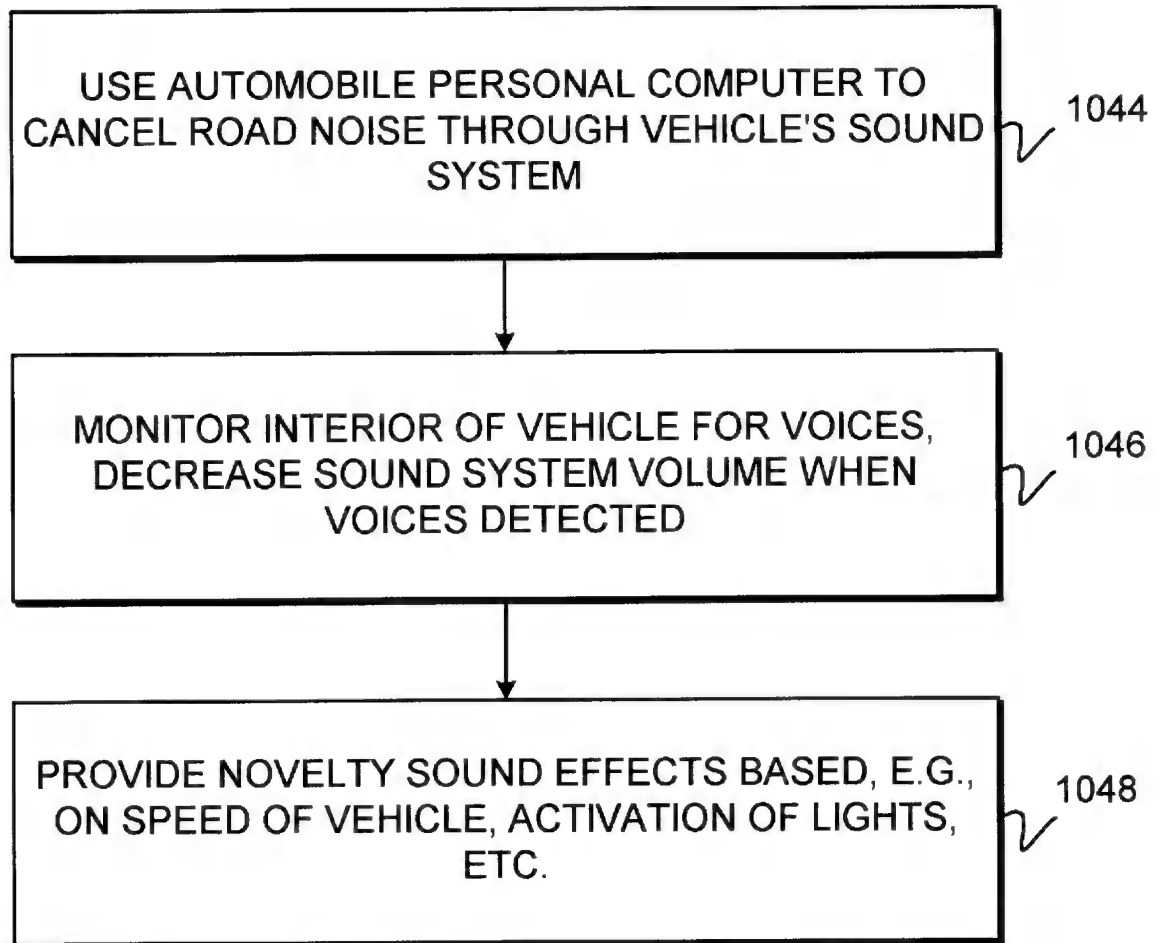 USE AUTOMOBILE PERSONAL COMPUTER TO
CANCEL ROAD NOISE THROUGH VEHICLE'S SOUND
SYSTEM
1044
MONITOR INTERIOR OF VEHICLE FOR VOICES,
DECREASE SOUND SYSTEM VOLUME WHEN
VOICES DETECTED
1046
PROVIDE NOVELTY SOUND EFFECTS BASED, E.G.,
ON SPEED OF VEHICLE, ACTIVATION OF LIGHTS,
ETC.
1048